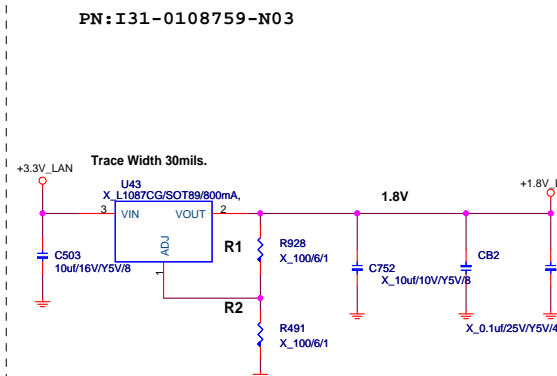 PN:I31-0108759-N03
Trace Width 30mils.
+3.3V_LAN
U43
X_L1087CG/SOT89/800mA,
1.8V
+1.8V_L
3
VIN
VOUT
2
ADJ
1
R1
R928
X_100/6/1
C503
10uf/16V/Y5V/8
C752
X_10uf/10V/Y5V/8
CB2
X_0.1uf/25V/Y5V/4
R2
R491
X_100/6/1